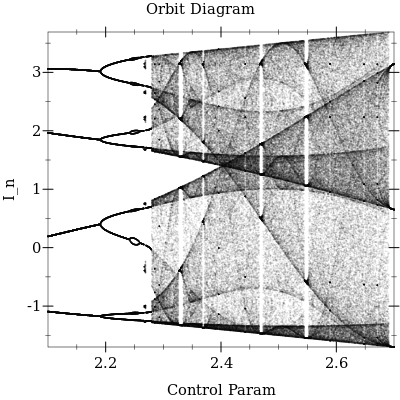 Orbit Diagram
3
2
1
0
-1
I_n
2.2 2.4 2.6
Control Param